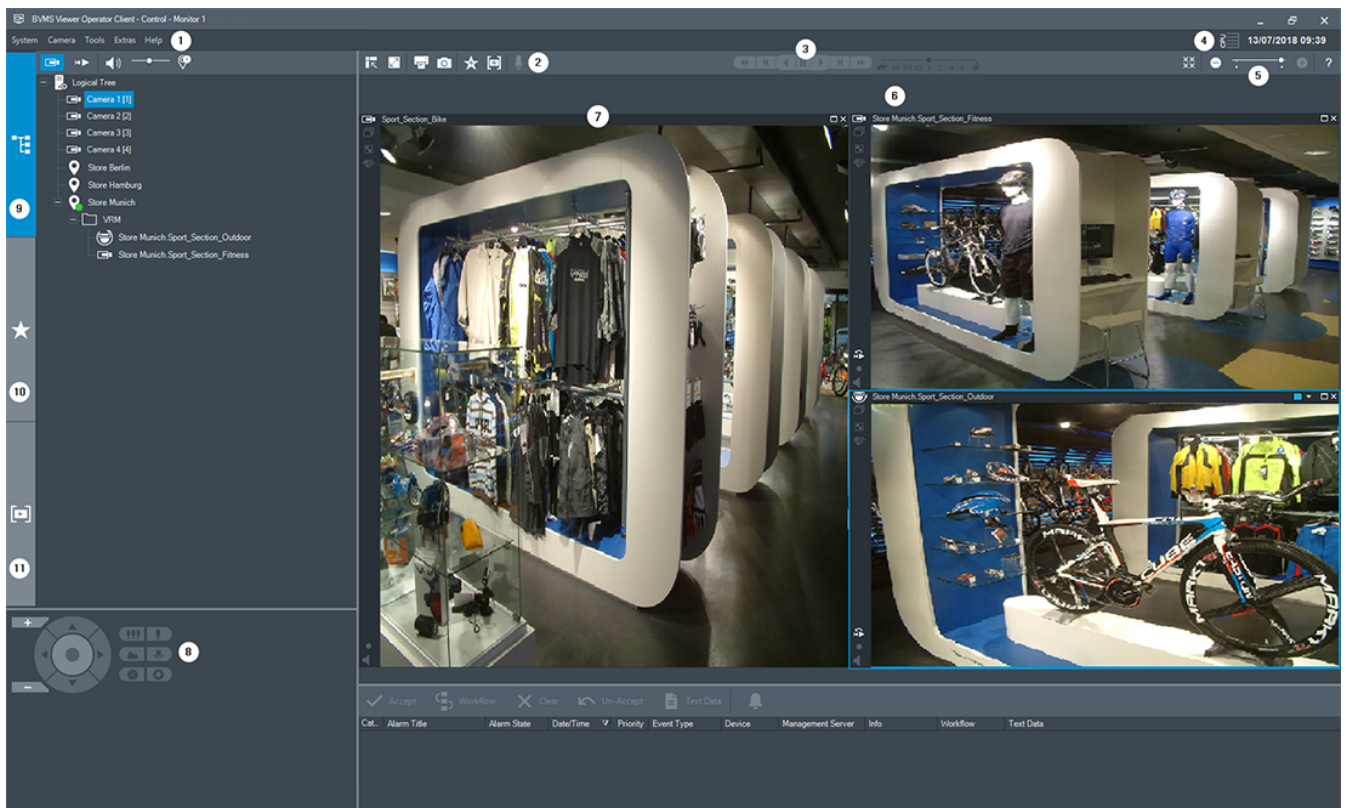 BVMS Viewer Operator Client - Control - Monitor 1
System Camera Tools Extras Help 1
4 13/07/2018 09:39
2 3 5 ?
6
Logical Tree
Camera 1 [1]
Camera 2 [2]
Camera 3 [3]
Camera 4 [4]
Store Berlin
Store Hamburg
Store Munich
VRM
Store Munich.Sport_Section_Outdoor
Store Munich.Sport_Section_Fitness
9
10
11
8
Sport_Section_Bike 7
Store Munich.Sport_Section_Fitness
Store Munich.Sport_Section_Outdoor
CUBE
Accept Workflow Clear Un-Accept Text Data
Cat.. Alarm Title Alarm State Date/Time Priority Event Type Device Management Server Info Workflow Text Data